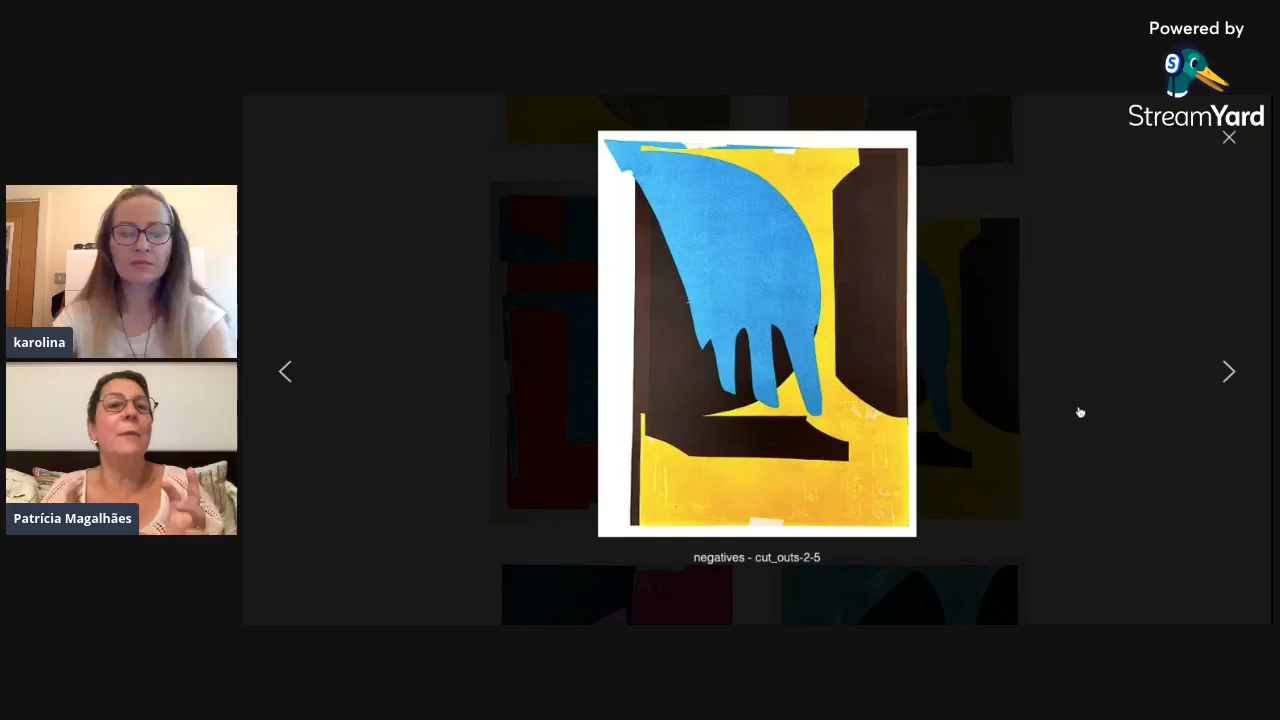 Powered by
S
StreamYard
karolina
Patrícia Magalhães
negatives - cut_outs-2-5